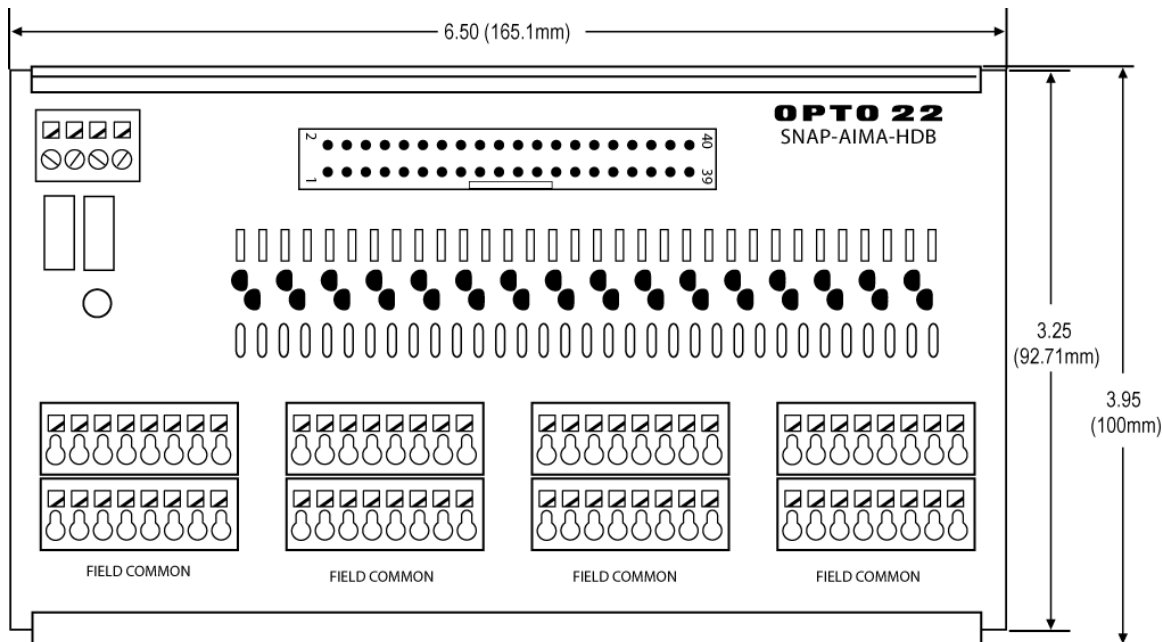 6.50 (165.1mm)
OPTO 22
SNAP-AIMA-HDB
2
40
1
39
3.25
(92.71mm)
3.95
(100mm)
FIELD COMMON
FIELD COMMON
FIELD COMMON
FIELD COMMON